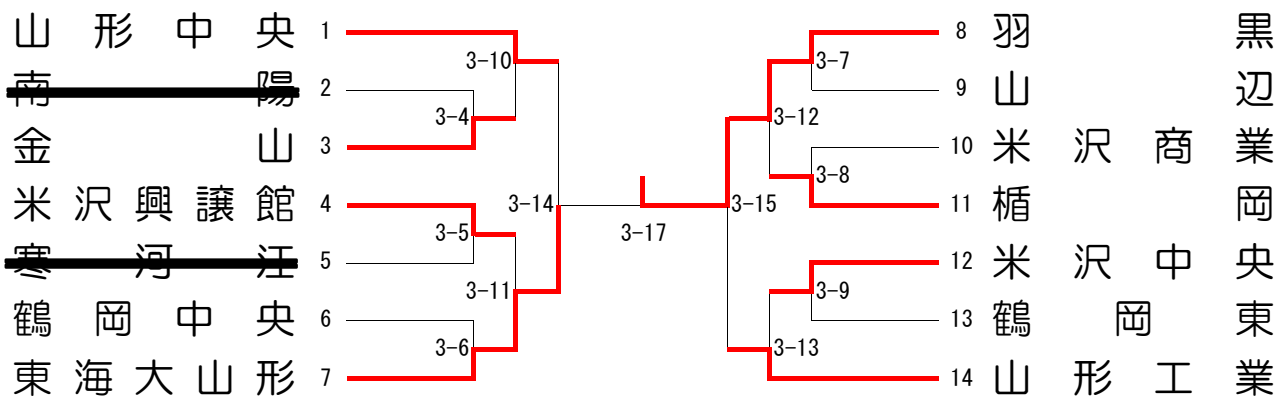 山形中央 1
南陽 2
金山 3
米沢興譲館 4
寒河江 5
鶴岡中央 6
東海大山形 7
3-10
3-4
3-14
3-5
3-11
3-6
3-17
8 羽黒
9 山辺
10 米沢商業
11 楯岡
12 米沢中央
13 鶴岡東
14 山形工業
3-7
3-12
3-8
3-15
3-9
3-13